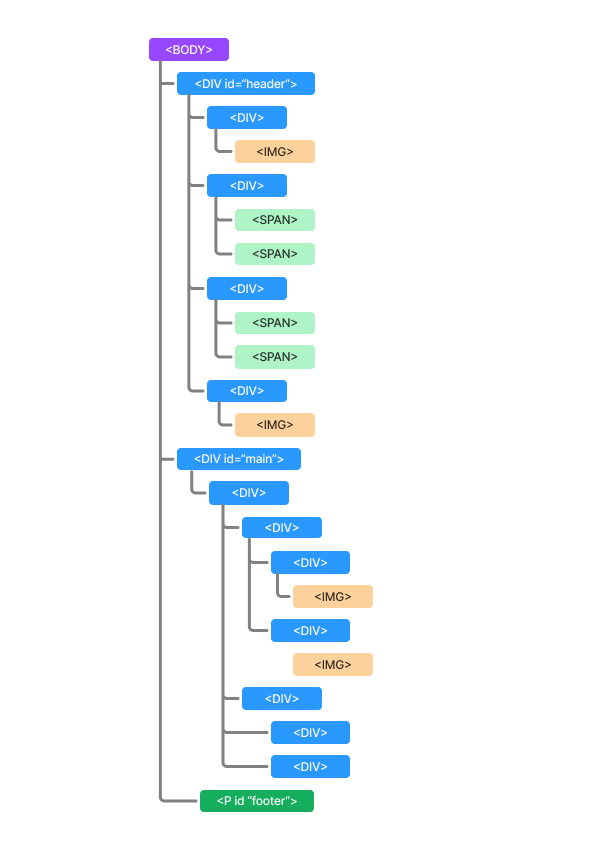 <BODY>
<DIV id=“header”>
<DIV>
<IMG>
<DIV>
<SPAN>
<SPAN>
<DIV>
<SPAN>
<SPAN>
<DIV>
<IMG>
<DIV id=“main”>
<DIV>
<DIV>
<DIV>
<IMG>
<DIV>
<IMG>
<DIV>
<DIV>
<DIV>
<P id “footer”>